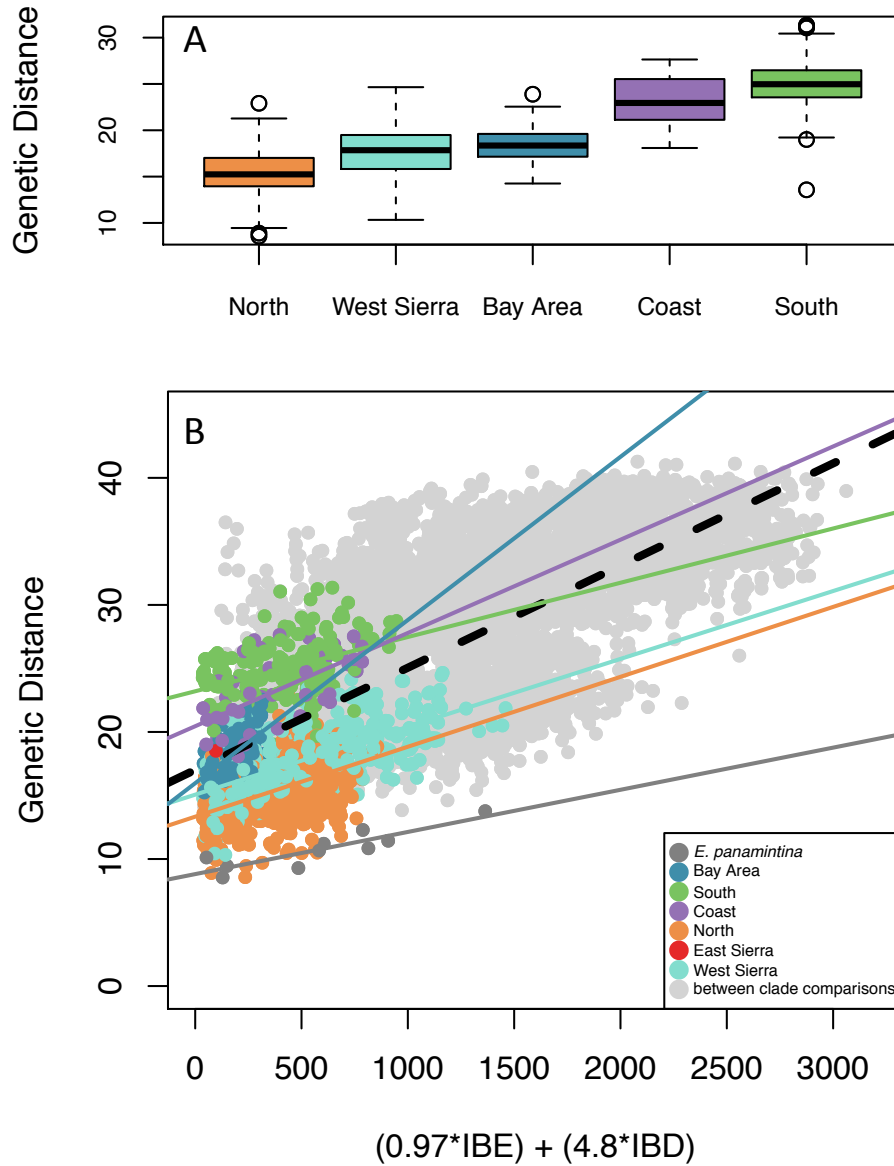 A
Genetic Distance
30
20
10
North West Sierra Bay Area Coast South
B
Genetic Distance
40
30
20
10
0
E. panamintina
Bay Area
South
Coast
North
East Sierra
West Sierra
between clade comparisons
0 500 1000 1500 2000 2500 3000
(0.97*IBE) + (4.8*IBD)